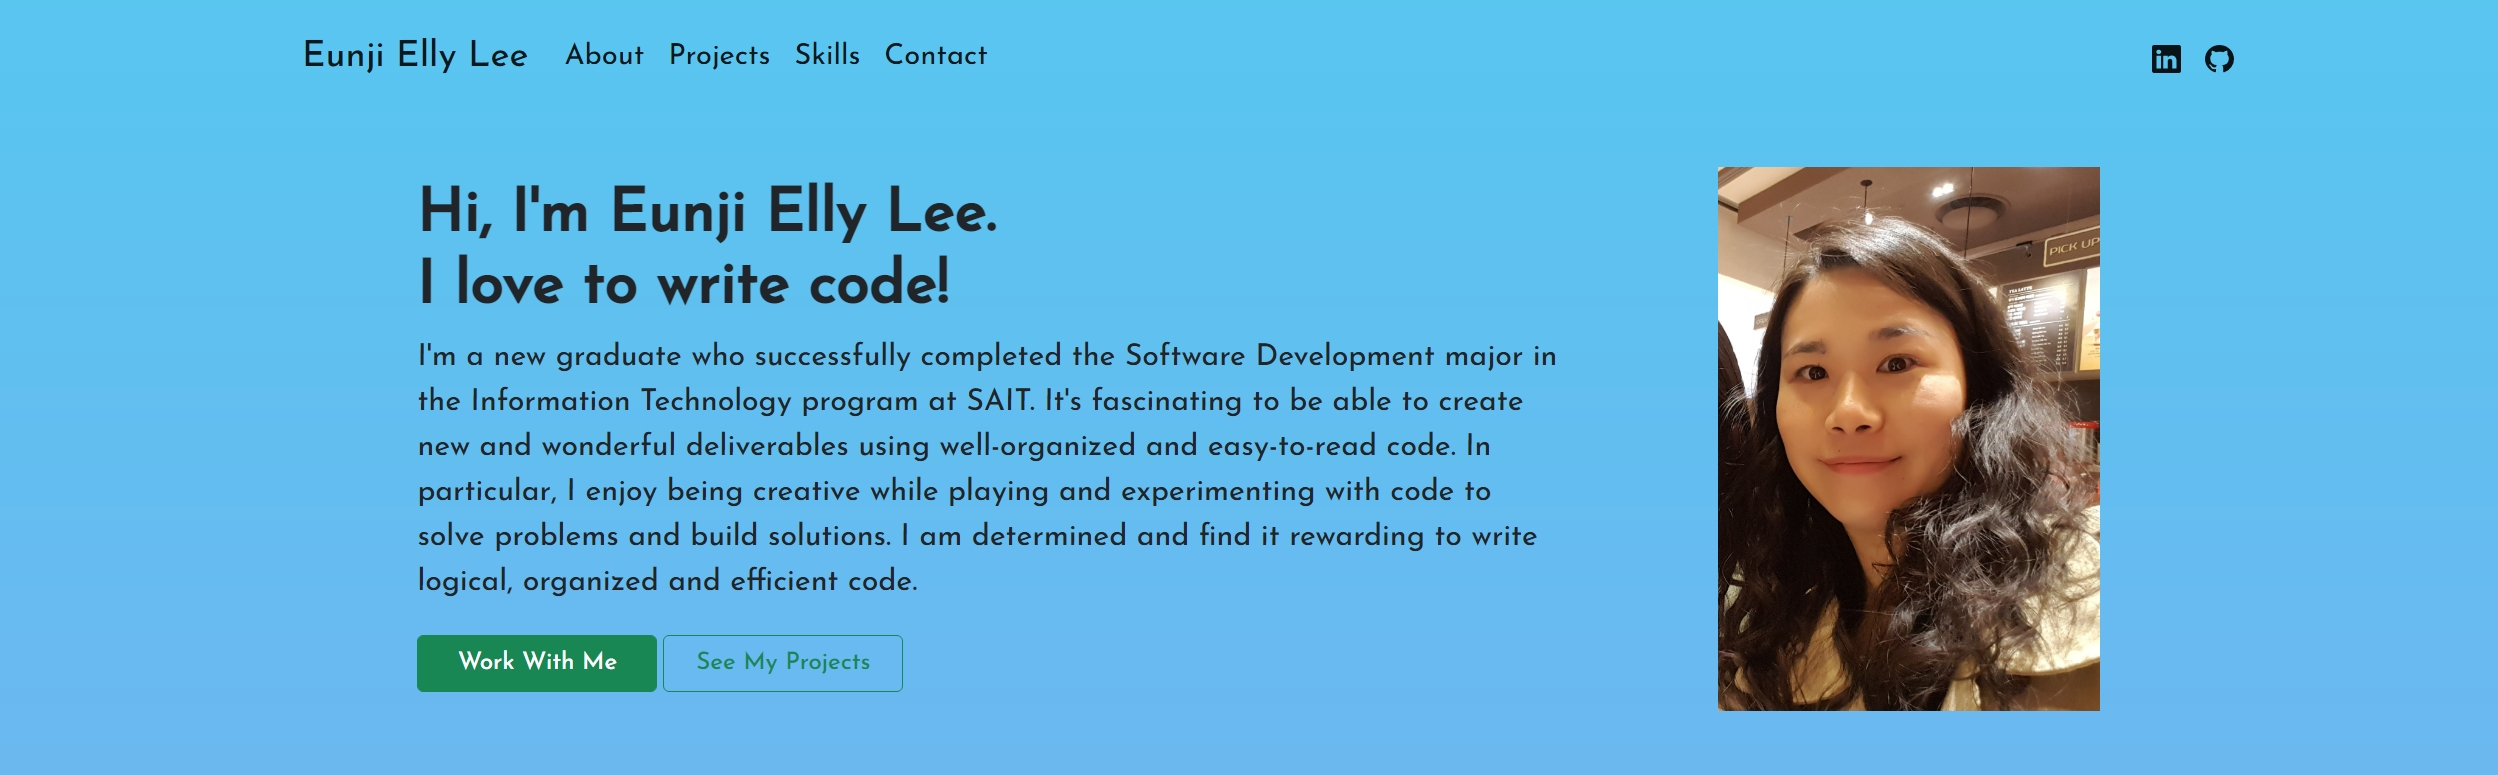 Eunji Elly Lee About Projects Skills Contact in
Hi, I'm Eunji Elly Lee.
I love to write code!
I'm a new graduate who successfully completed the Software Development major in
the Information Technology program at SAIT. It's fascinating to be able to create
new and wonderful deliverables using well-organized and easy-to-read code. In
particular, I enjoy being creative while playing and experimenting with code to
solve problems and build solutions. I am determined and find it rewarding to write
logical, organized and efficient code.
Work With Me See My Projects
PICK UP
TEA LATTE